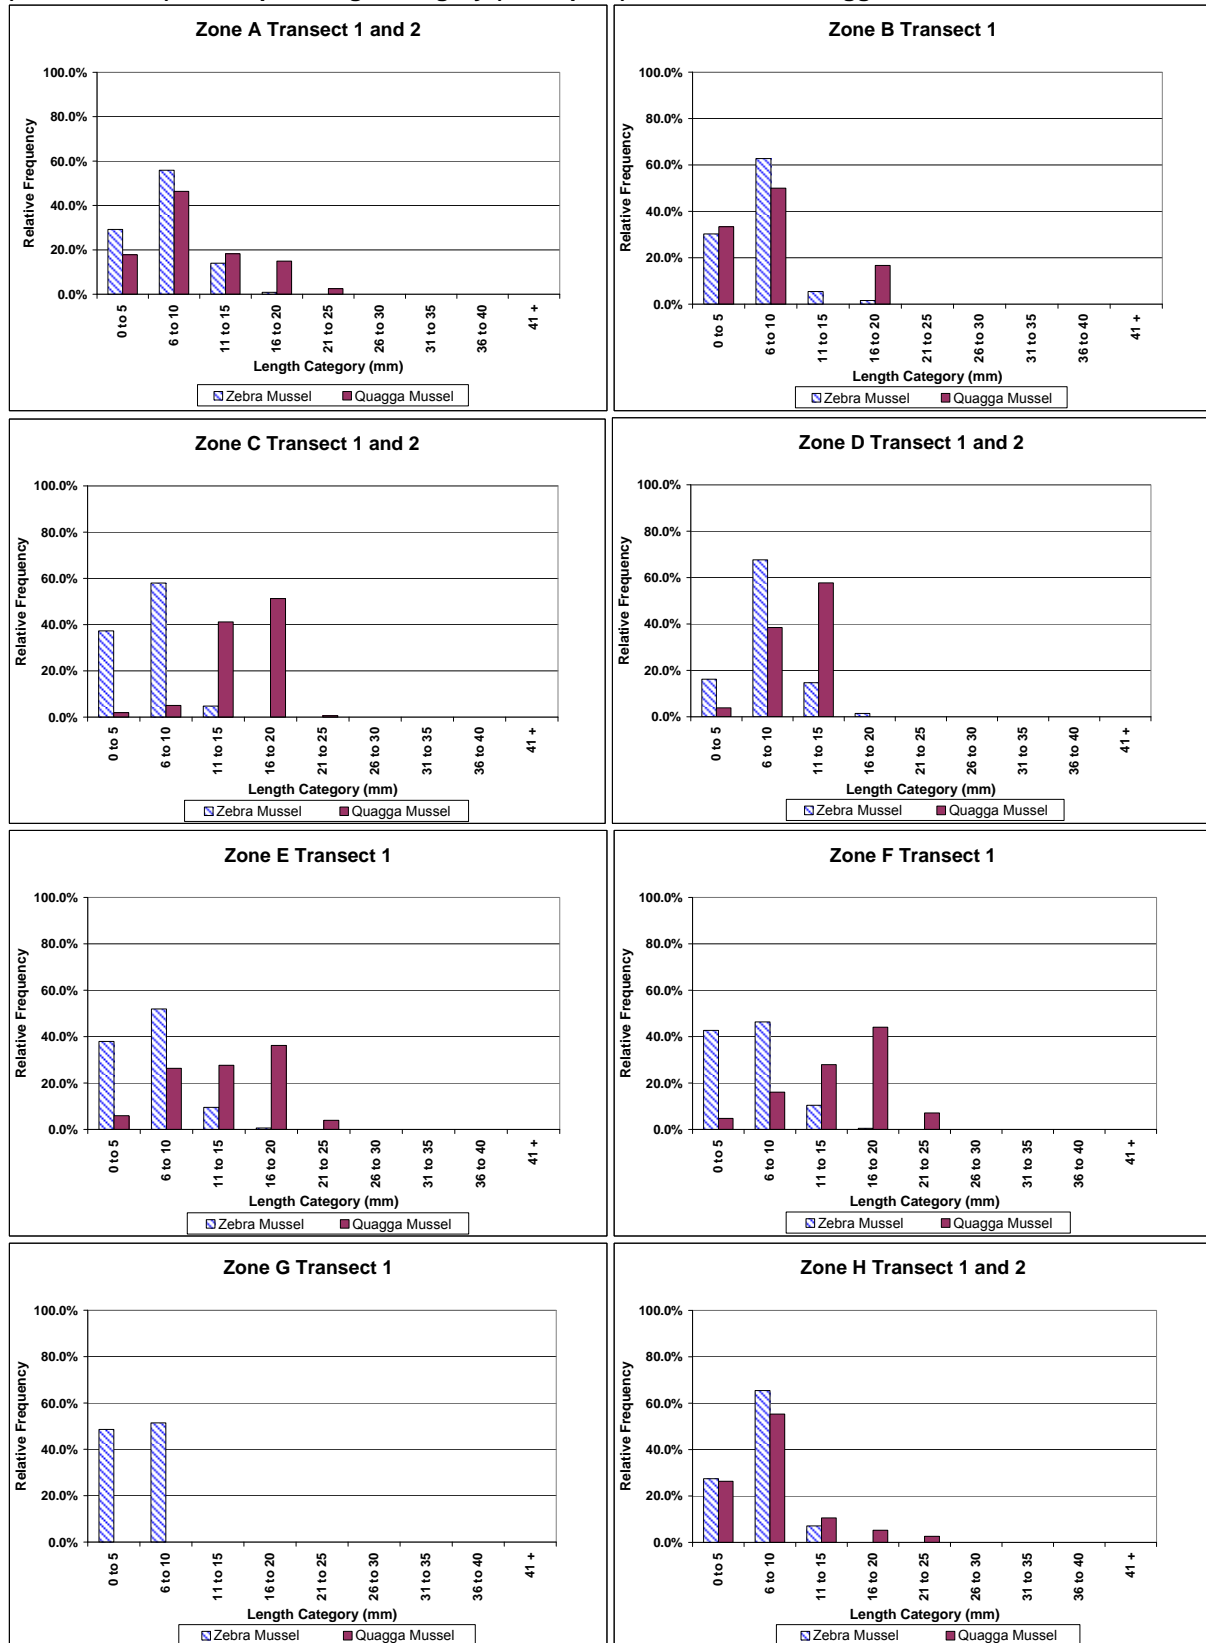 Zone A Transect 1 and 2
Relative Frequency
100.0%
80.0%
60.0%
40.0%
20.0%
0.0%
0 to 5
6 to 10
11 to 15
16 to 20
21 to 25
26 to 30
31 to 35
36 to 40
41 +
Length Category (mm)
Zebra Mussel Quagga Mussel
Zone B Transect 1
Relative Frequency
100.0%
80.0%
60.0%
40.0%
20.0%
0.0%
0 to 5
6 to 10
11 to 15
16 to 20
21 to 25
26 to 30
31 to 35
36 to 40
41 +
Length Category (mm)
Zebra Mussel Quagga Mussel
Zone C Transect 1 and 2
Relative Frequency
100.0%
80.0%
60.0%
40.0%
20.0%
0.0%
0 to 5
6 to 10
11 to 15
16 to 20
21 to 25
26 to 30
31 to 35
36 to 40
41 +
Length Category (mm)
Zebra Mussel Quagga Mussel
Zone D Transect 1 and 2
Relative Frequency
100.0%
80.0%
60.0%
40.0%
20.0%
0.0%
0 to 5
6 to 10
11 to 15
16 to 20
21 to 25
26 to 30
31 to 35
36 to 40
41 +
Length Category (mm)
Zebra Mussel Quagga Mussel
Zone E Transect 1
Relative Frequency
100.0%
80.0%
60.0%
40.0%
20.0%
0.0%
0 to 5
6 to 10
11 to 15
16 to 20
21 to 25
26 to 30
31 to 35
36 to 40
41 +
Length Category (mm)
Zebra Mussel Quagga Mussel
Zone F Transect 1
Relative Frequency
100.0%
80.0%
60.0%
40.0%
20.0%
0.0%
0 to 5
6 to 10
11 to 15
16 to 20
21 to 25
26 to 30
31 to 35
36 to 40
41 +
Length Category (mm)
Zebra Mussel Quagga Mussel
Zone G Transect 1
Relative Frequency
100.0%
80.0%
60.0%
40.0%
20.0%
0.0%
0 to 5
6 to 10
11 to 15
16 to 20
21 to 25
26 to 30
31 to 35
36 to 40
41 +
Length Category (mm)
Zebra Mussel Quagga Mussel
Zone H Transect 1 and 2
Relative Frequency
100.0%
80.0%
60.0%
40.0%
20.0%
0.0%
0 to 5
6 to 10
11 to 15
16 to 20
21 to 25
26 to 30
31 to 35
36 to 40
41 +
Length Category (mm)
Zebra Mussel Quagga Mussel